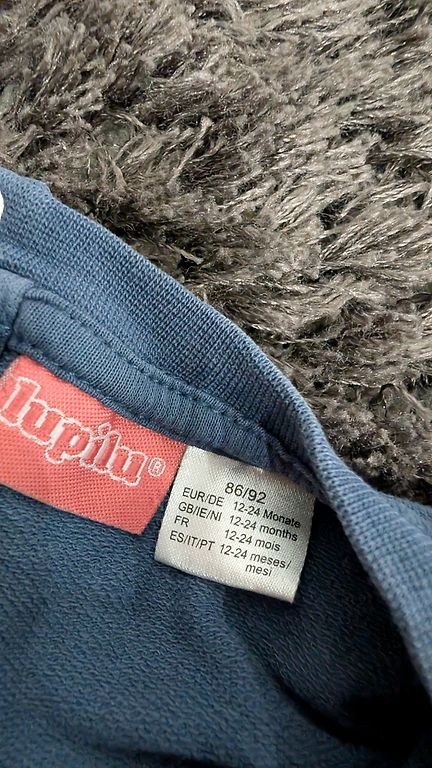 lupilu®
86/92
EUR/DE 12-24 Monate
GB/IE/NI 12-24 months
FR 12-24 mois
ES/IT/PT 12-24 meses/
mesi